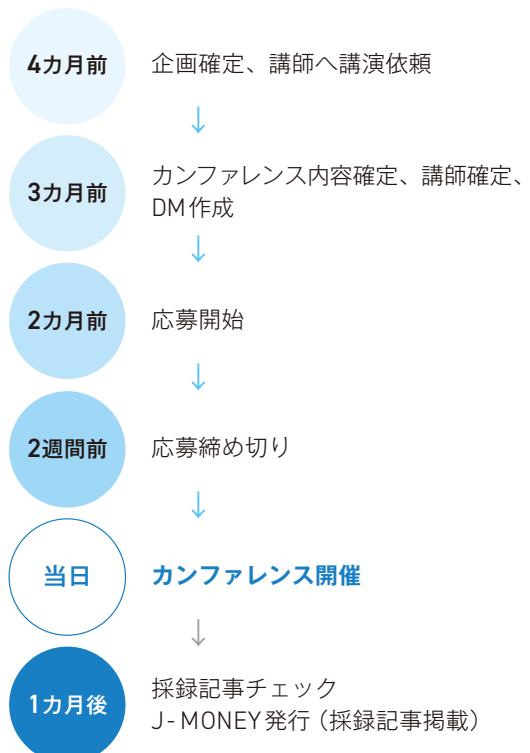 4カ月前
企画確定、講師へ講演依頼
↓
3カ月前
カンファレンス内容確定、講師確定、
DM作成
↓
2カ月前
応募開始
↓
2週間前
応募締め切り
↓
当日
カンファレンス開催
↓
1カ月後
採録記事チェック
J-MONEY発行（採録記事掲載）